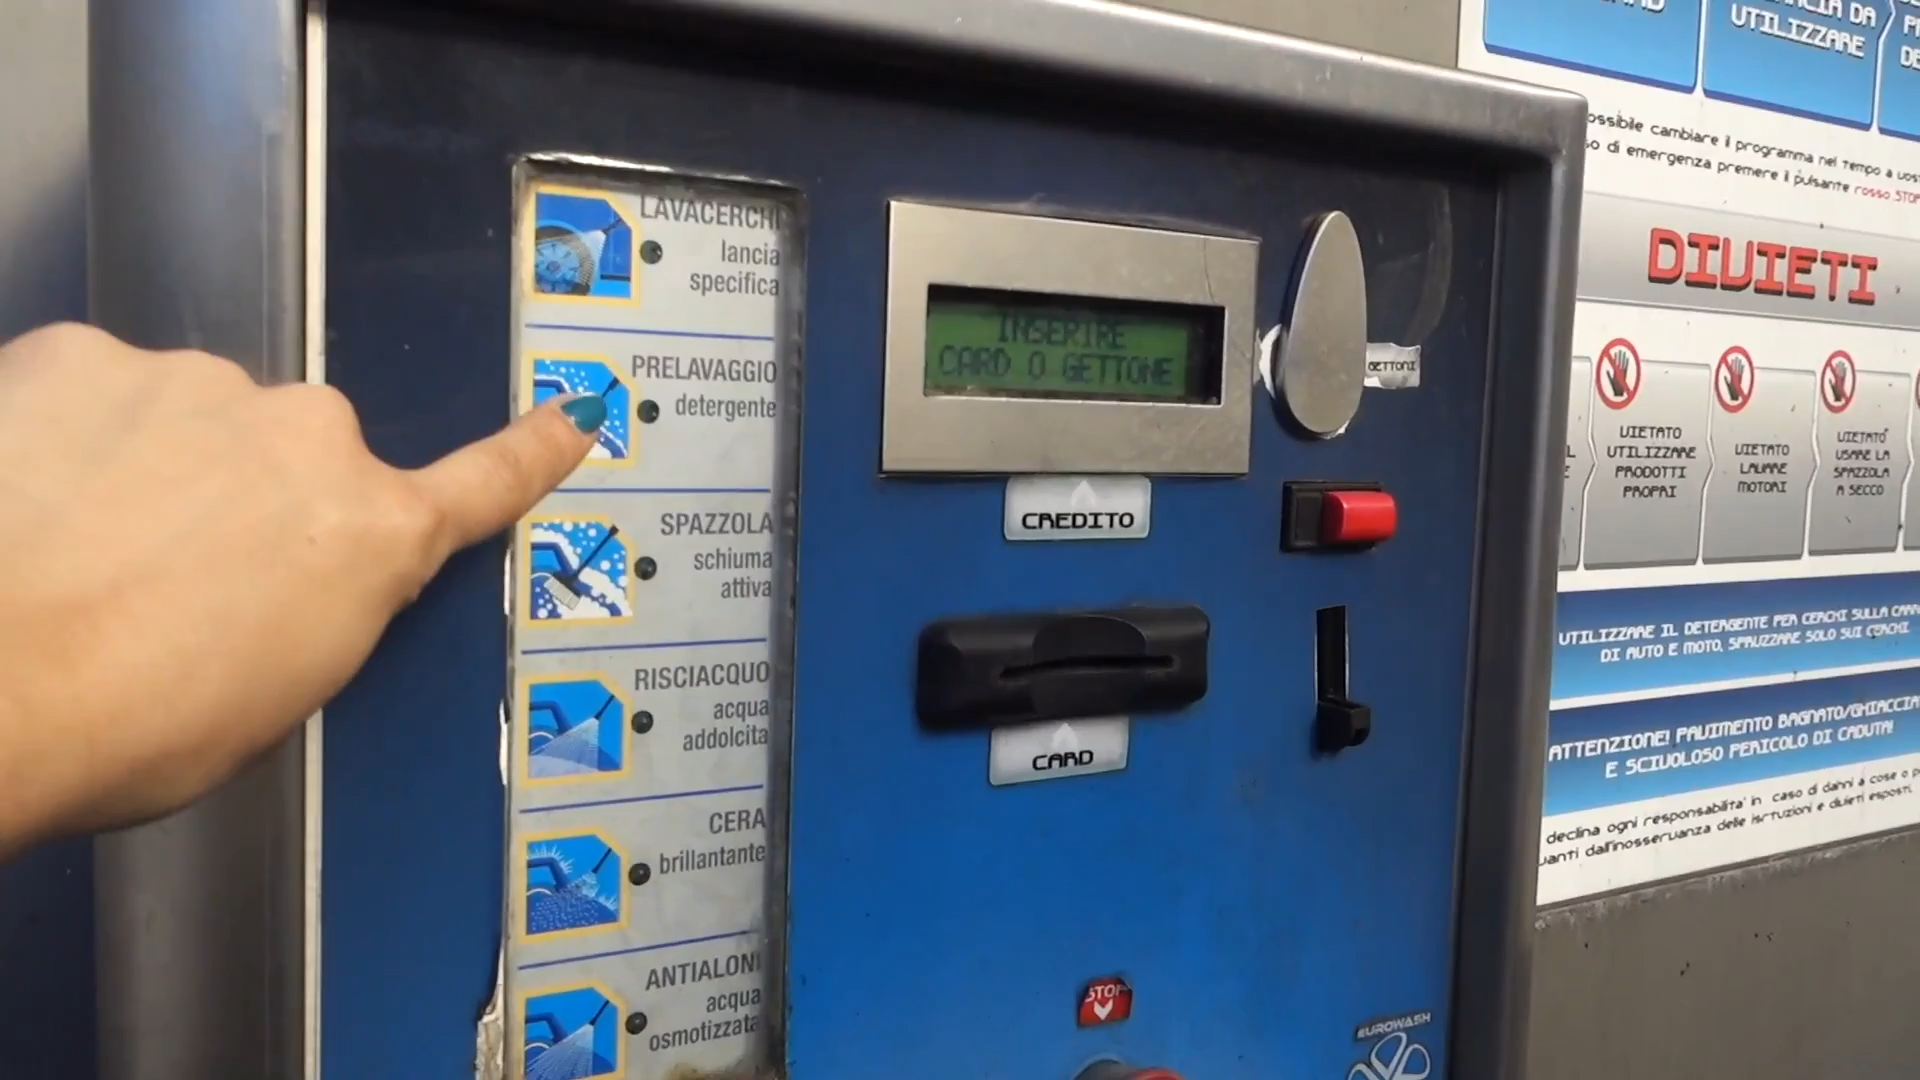 LAVACERCHI
lancia
specifica
PRELAVAGGIO
detergente
SPAZZOLA
schiuma
attiva
RISCIACQUO
acqua
addolcita
CERA
brillantante
ANTIALONI
acqua
osmotizzata
INSERIRE
CARD O GETTONE
CREDITO
GETTONI
CARD
STOP
EUROWASH
DA
UTILIZZARE
cambiare il programma nel tempo a
di emergenza premere il pulsante rosso STOP
DIVIETI
VIETATO
UTILIZZARE
PRODOTTI
PROPRI
VIETATO
LAVARE
MOTORI
VIETATO
USARE LA
SPAZZOLA
A SECCO
UTILIZZARE IL DETERGENTE PER CERCHI SULLA
DI AUTO E MOTO, SPRUZZARE SOLO SUI CERCHI
ATTENZIONE! PAVIMENTO BAGNATO/GHIACCIA
E SCIVOLOSO PERICOLO DI CADUTA!
declina ogni responsabilita' in caso di danni a cose o
dall'inosservanza delle istruzioni e divieti esposti.